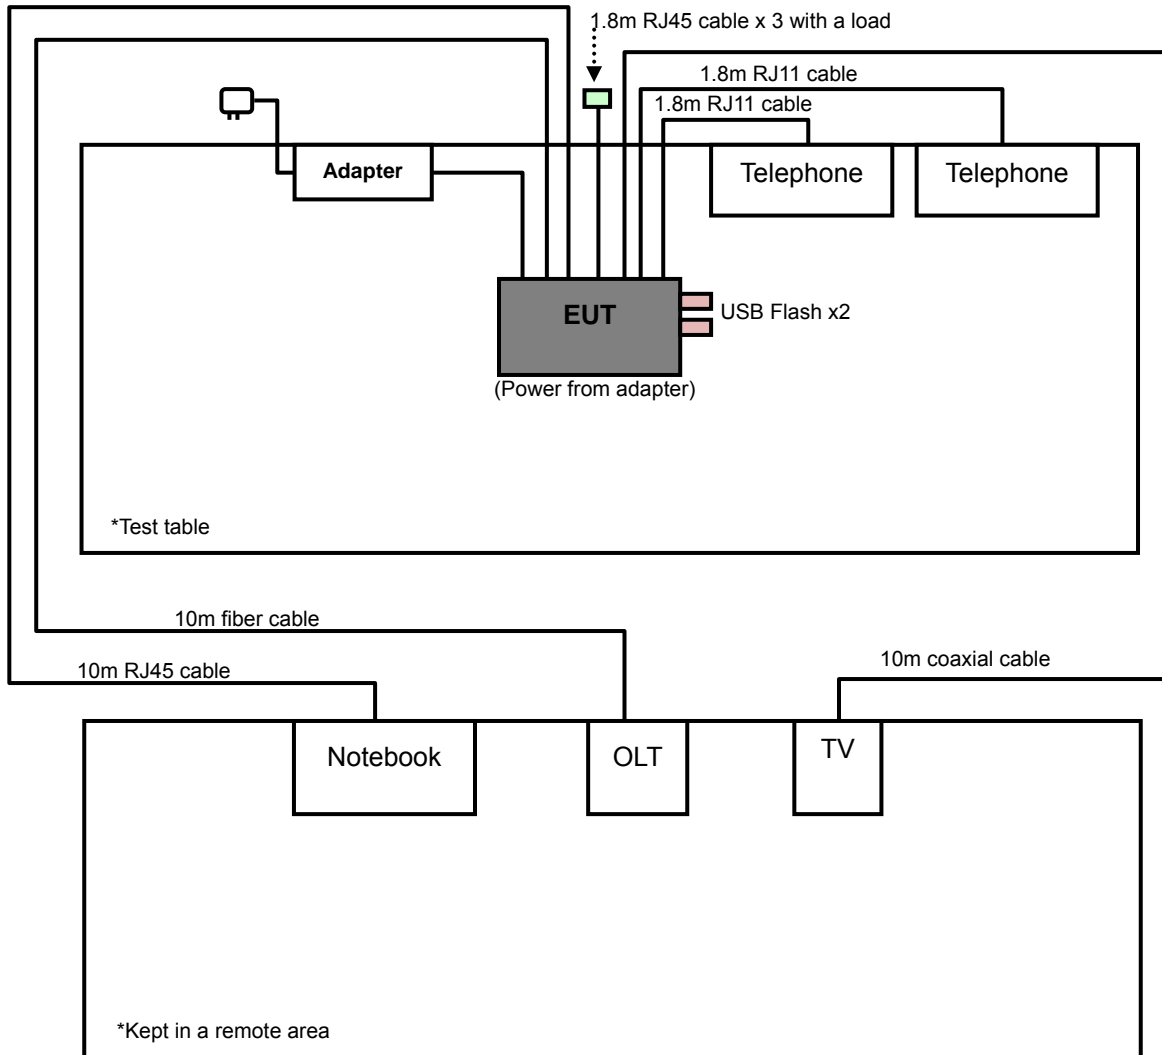 1.8m RJ45 cable x 3 with a load
1.8m RJ11 cable
1.8m RJ11 cable
Adapter
Telephone
Telephone
EUT
USB Flash x2
(Power from adapter)
*Test table
10m fiber cable
10m RJ45 cable
10m coaxial cable
Notebook
OLT
TV
*Kept in a remote area